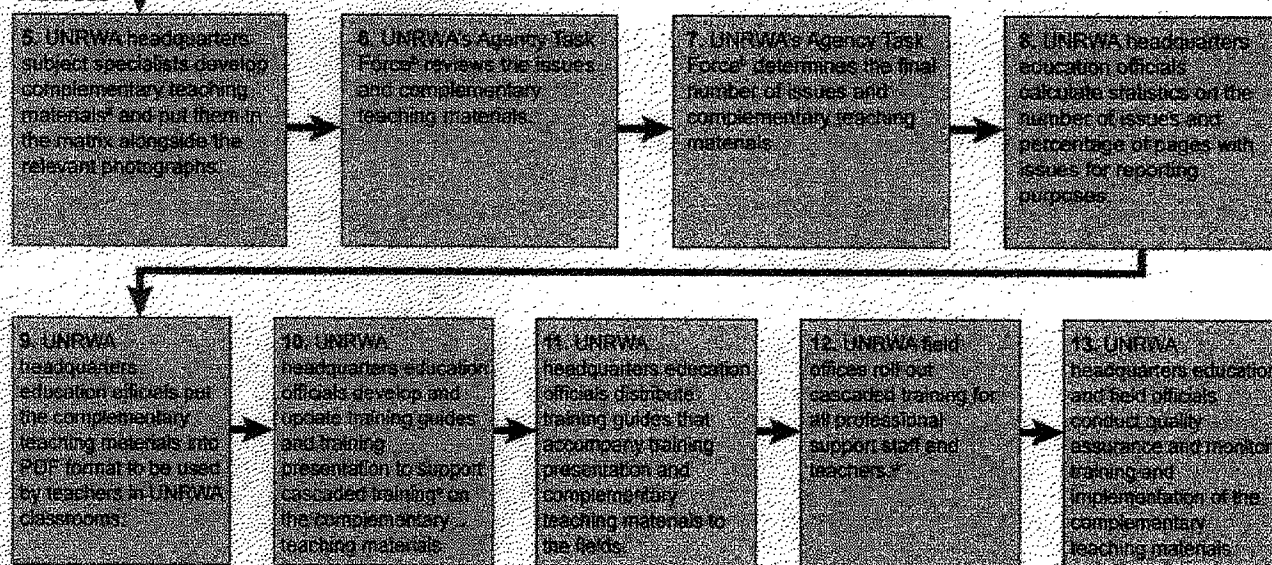 5. UNRWA headquarters
subject specialists develop
complementary teaching
materials and put them in
the matrix alongside the
relevant photographs.
6. UNRWA's Agency Task
Force reviews the issues
and complementary
teaching materials.
7. UNRWA's Agency Task
Force determines the final
number of issues and
complementary teaching
materials
8. UNRWA headquarters
education officials
calculate statistics on the
number of issues and
percentage of pages with
issues for reporting
purposes
9. UNRWA
headquarters
education officials put
the complementary
teaching materials into
PDF format to be used
by teachers in UNRWA
classrooms.
10. UNRWA
headquarters education
officials develop and
update training guides
and training
presentation to support
cascaded training on
the complementary
teaching materials
11. UNRWA
headquarters education
officials distribute
training guides that
accompany training
presentation and
complementary
teaching materials to
the fields.
12. UNRWA field
offices roll out
cascaded training for
all professional
support staff and
teachers.
13. UNRWA
headquarters education
and field officials
conduct quality
assurance and monitor
training and
implementation of the
complementary
teaching materials